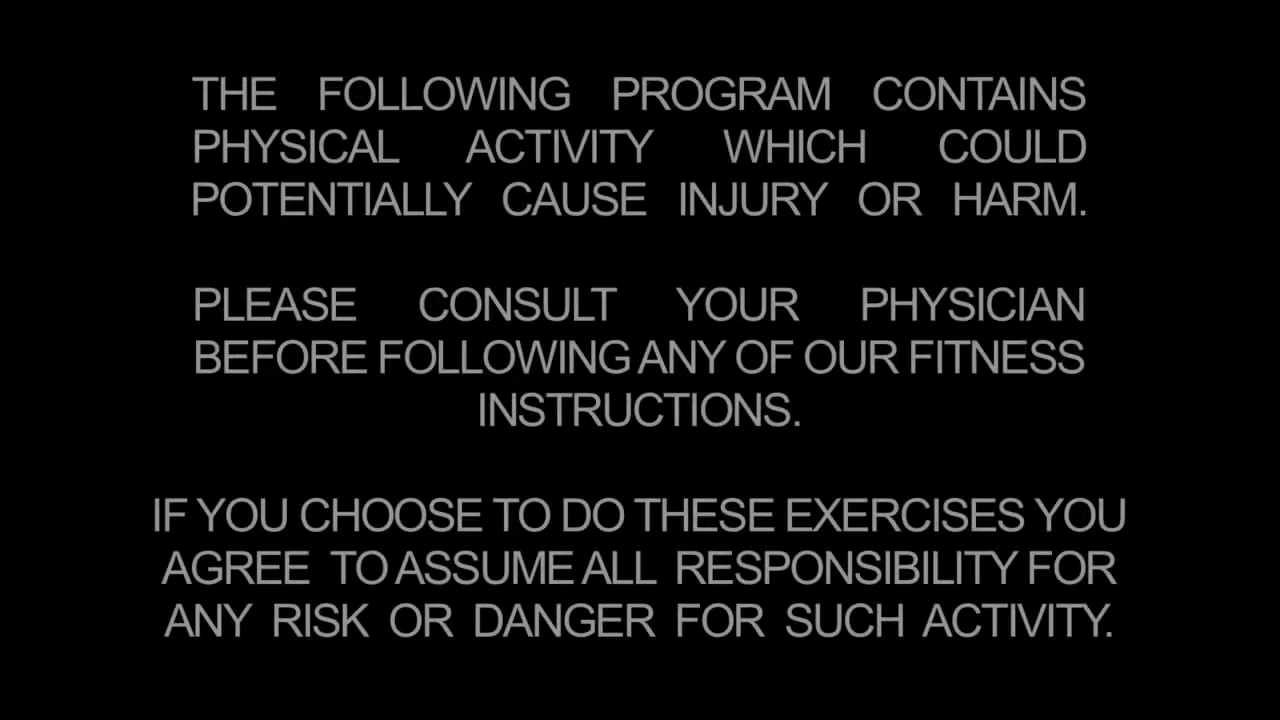 THE FOLLOWING PROGRAM CONTAINS
PHYSICAL ACTIVITY WHICH COULD
POTENTIALLY CAUSE INJURY OR HARM.
PLEASE CONSULT YOUR PHYSICIAN
BEFORE FOLLOWING ANY OF OUR FITNESS
INSTRUCTIONS.
IF YOU CHOOSE TO DO THESE EXERCISES YOU
AGREE TO ASSUME ALL RESPONSIBILITY FOR
ANY RISK OR DANGER FOR SUCH ACTIVITY.